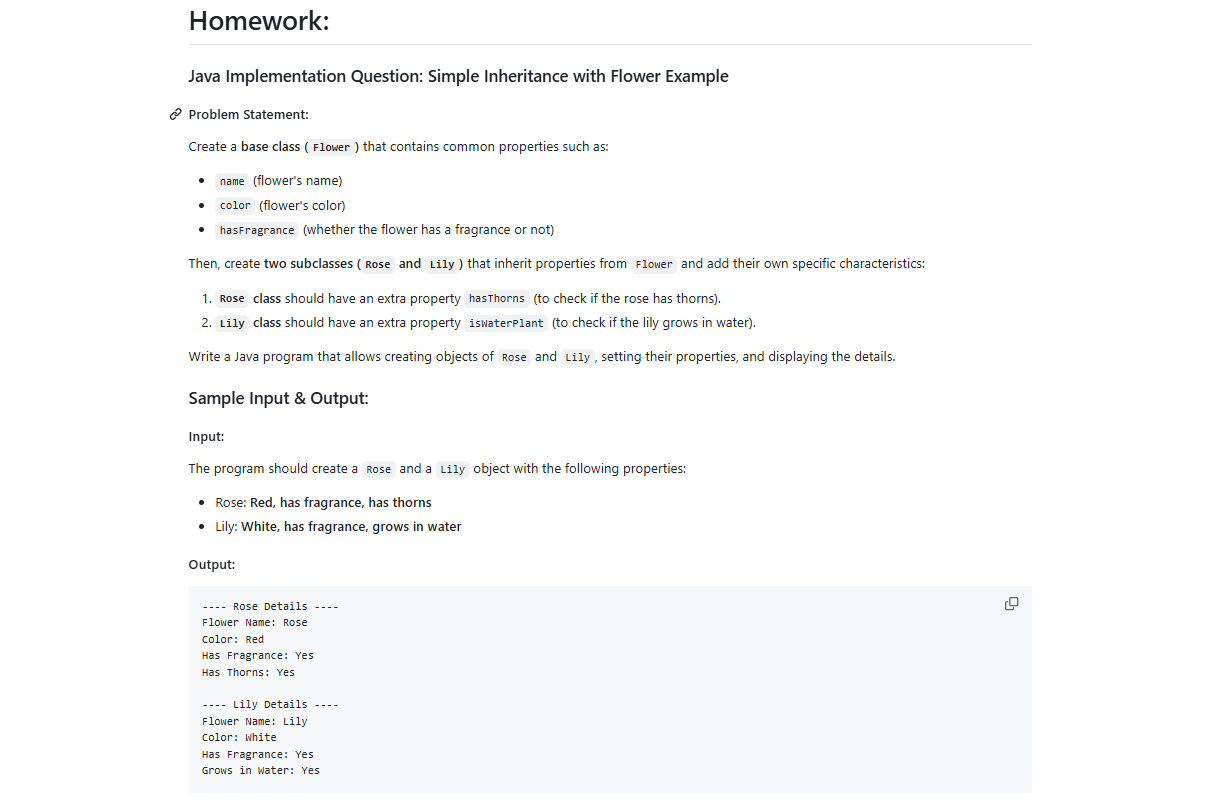 Homework:
Java Implementation Question: Simple Inheritance with Flower Example
Problem Statement:
Create a base class ( Flower ) that contains common properties such as:
• name (flower's name)
• color (flower's color)
• hasFragrance (whether the flower has a fragrance or not)
Then, create two subclasses ( Rose and Lily ) that inherit properties from Flower and add their own specific characteristics:
1. Rose class should have an extra property hasThorns (to check if the rose has thorns).
2. Lily class should have an extra property isWaterPlant (to check if the lily grows in water).
Write a Java program that allows creating objects of Rose and Lily , setting their properties, and displaying the details.
Sample Input & Output:
Input:
The program should create a Rose and a Lily object with the following properties:
• Rose: Red, has fragrance, has thorns
• Lily: White, has fragrance, grows in water
Output:
---- Rose Details ----
Flower Name: Rose
Color: Red
Has Fragrance: Yes
Has Thorns: Yes
---- Lily Details ----
Flower Name: Lily
Color: White
Has Fragrance: Yes
Grows in Water: Yes